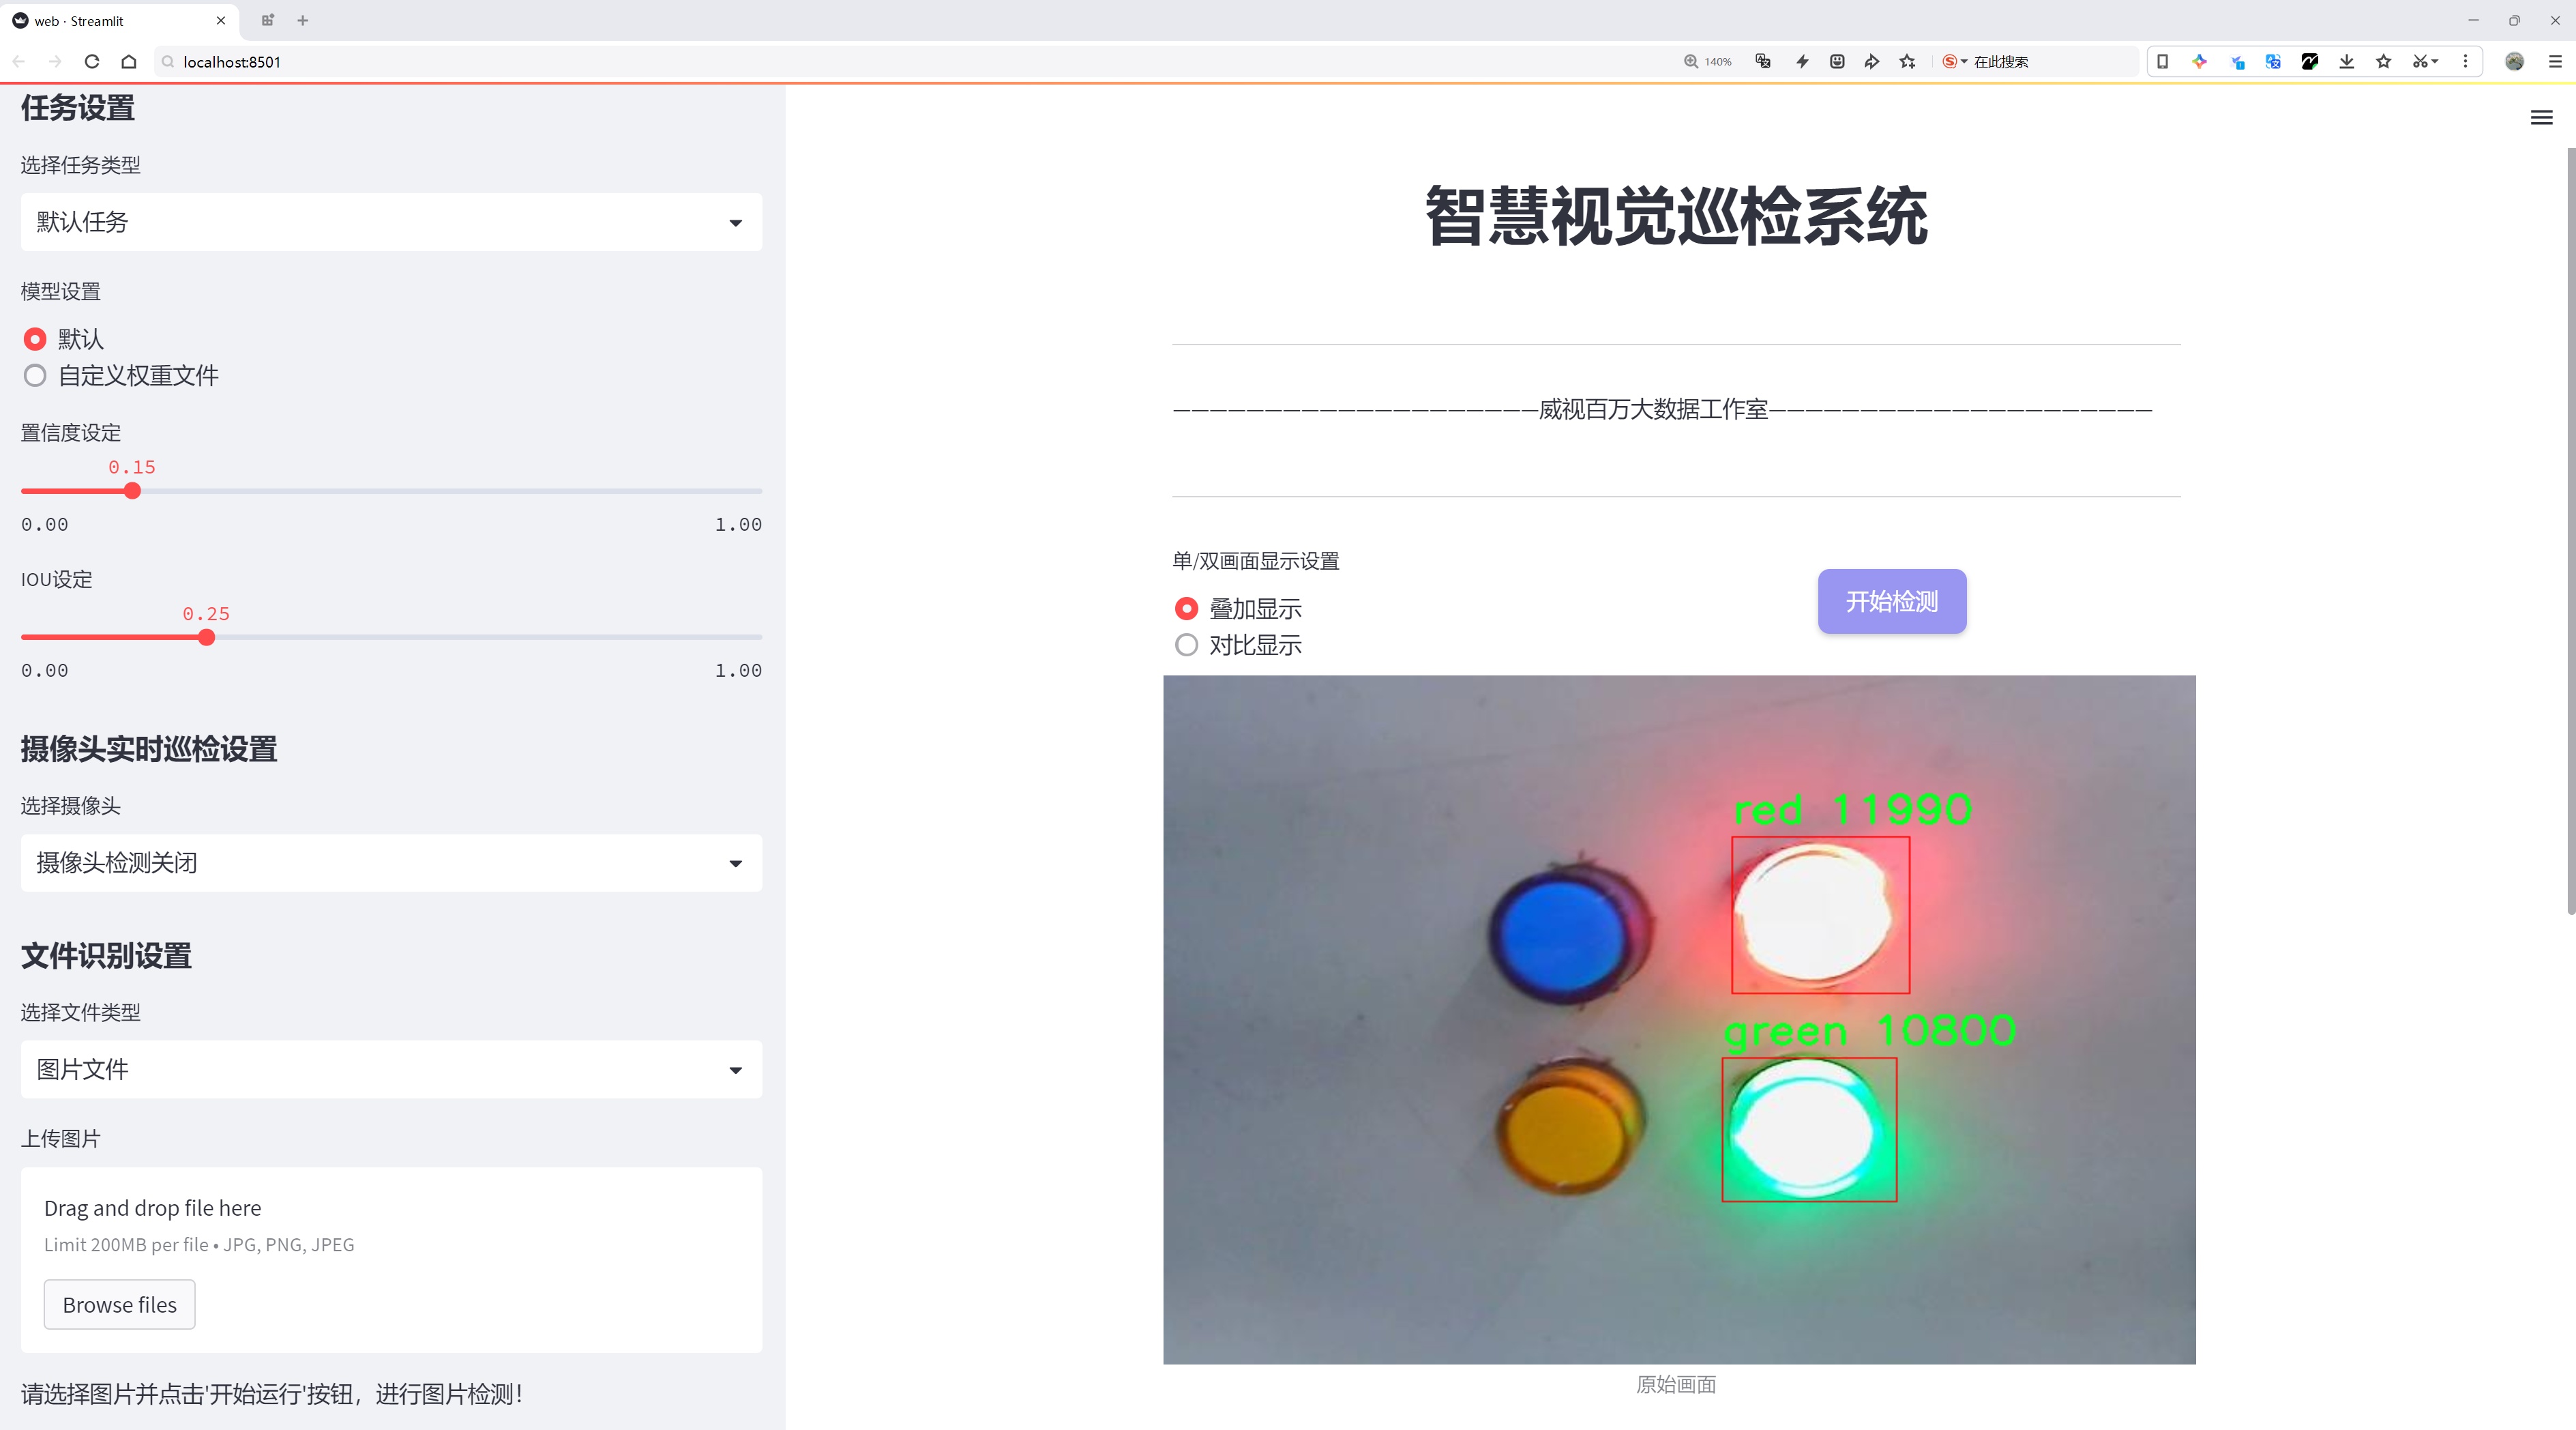 web · Streamlit
localhost:8501
140%
在此搜索
任务设置
选择任务类型
默认任务
模型设置
默认
自定义权重文件
置信度设定
0.15
0.00
1.00
IOU设定
0.25
0.00
1.00
摄像头实时巡检设置
选择摄像头
摄像头检测关闭
文件识别设置
选择文件类型
图片文件
上传图片
Drag and drop file here
Limit 200MB per file • JPG, PNG, JPEG
Browse files
请选择图片并点击'开始运行'按钮，进行图片检测！
智慧视觉巡检系统
————————————————————威视百万大数据工作室—————————————————————
单/双画面显示设置
叠加显示
对比显示
开始检测
red 11990
green 10800
原始画面